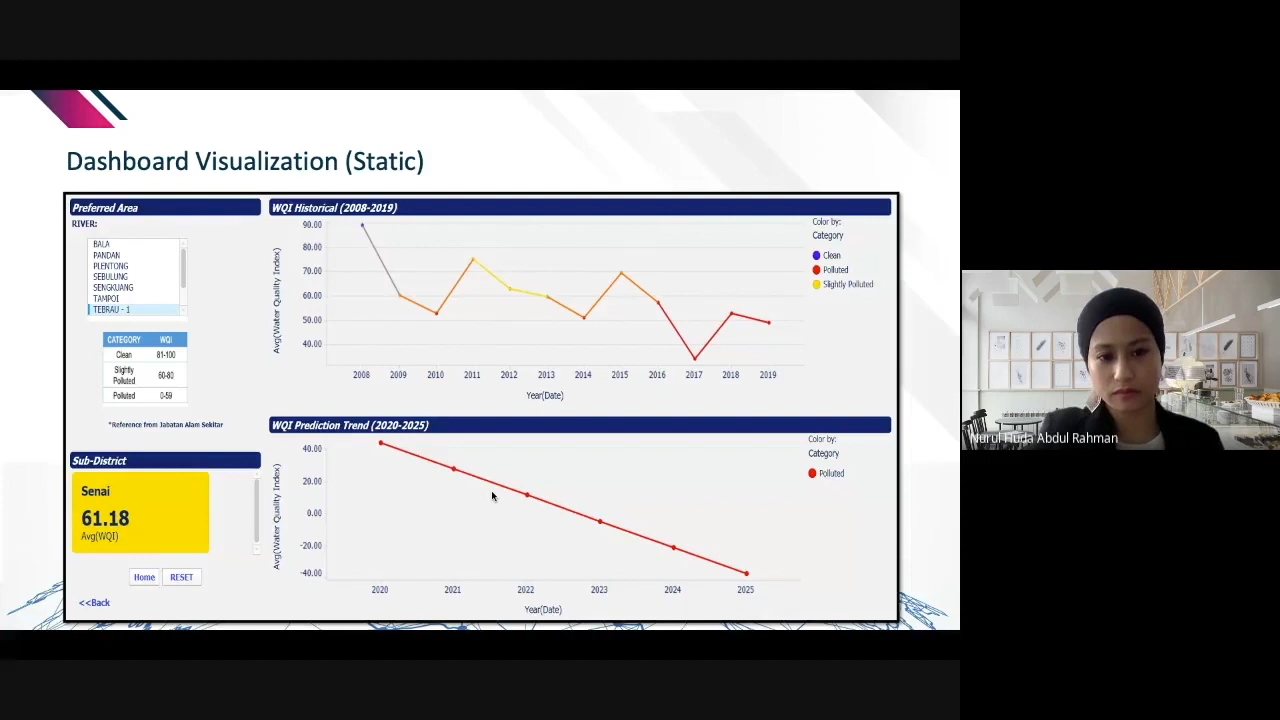 Dashboard Visualization (Static)
Preferred Area
RIVER:
BALA
PANDAN
PLENTONG
SEBULUNG
SENGKUANG
TAMPOI
TEBRAU - 1
CATEGORY WQI
Clean 81-100
Slightly Polluted 60-80
Polluted 0-59
*Reference from Jabatan Alam Sekitar
Sub-District
Senai
61.18
Avg(WQI)
Home RESET
<<Back
WQI Historical (2008-2019)
Avg(Water Quality Index)
90.00
80.00
70.00
60.00
50.00
40.00
2008 2009 2010 2011 2012 2013 2014 2015 2016 2017 2018 2019
Year(Date)
Color by:
Category
Clean
Polluted
Slightly Polluted
WQI Prediction Trend (2020-2025)
Avg(Water Quality Index)
40.00
20.00
0.00
-20.00
-40.00
2020 2021 2022 2023 2024 2025
Year(Date)
Color by:
Category
Polluted
Nurul Huda Abdul Rahman